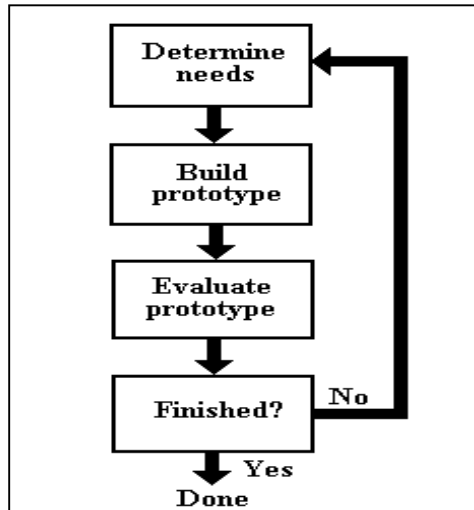 Determine
needs
Build
prototype
Evaluate
prototype
Finished?
No
Yes
Done